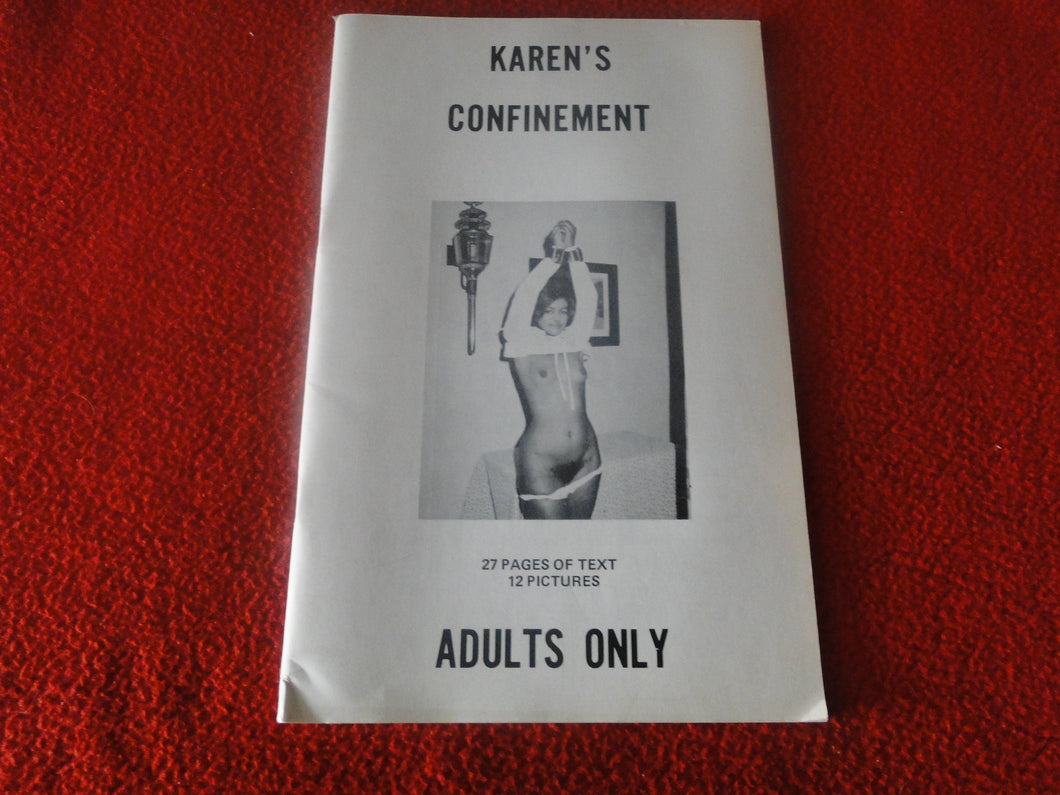 KAREN'S
CONFINEMENT
27 PAGES OF TEXT
12 PICTURES
ADULTS ONLY